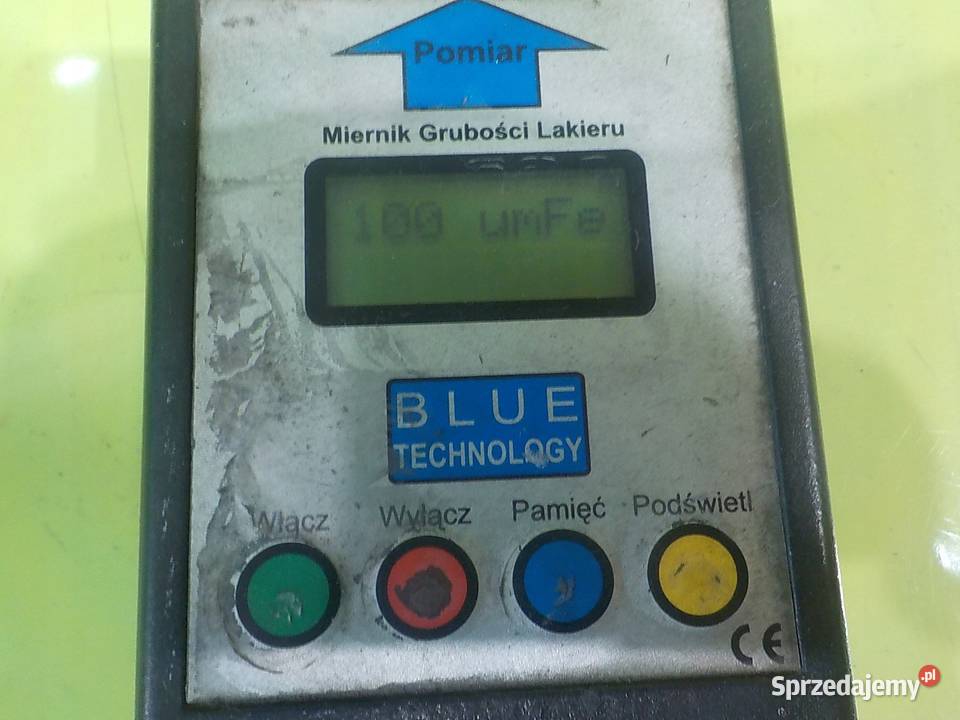 Pomiar
Miernik Grubości Lakieru
100 umFe
BLUE
TECHNOLOGY
Włącz Wyłącz Pamięć Podświetl
CE
Sprzedajemy.pl